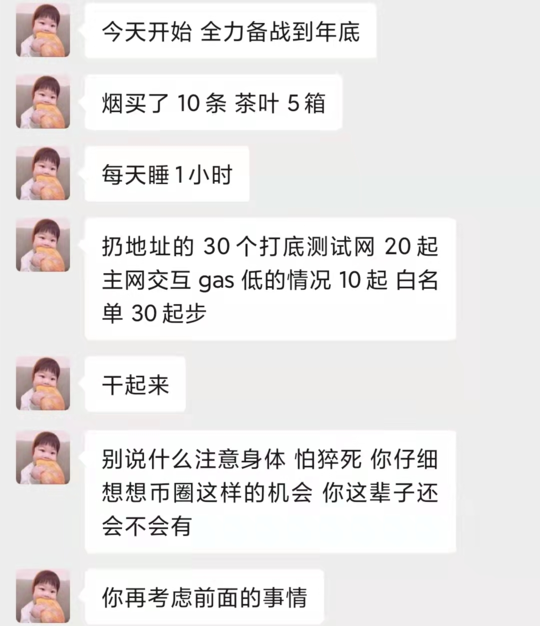 今天开始 全力备战到年底
烟买了 10 条 茶叶 5 箱
每天睡 1 小时
扔地址的 30 个打底测试网 20 起
主网交互 gas 低的情况 10 起 白名
单 30 起步
干起来
别说什么注意身体 怕猝死 你仔细
想想币圈这样的机会 你这辈子还
会不会有
你再考虑前面的事情